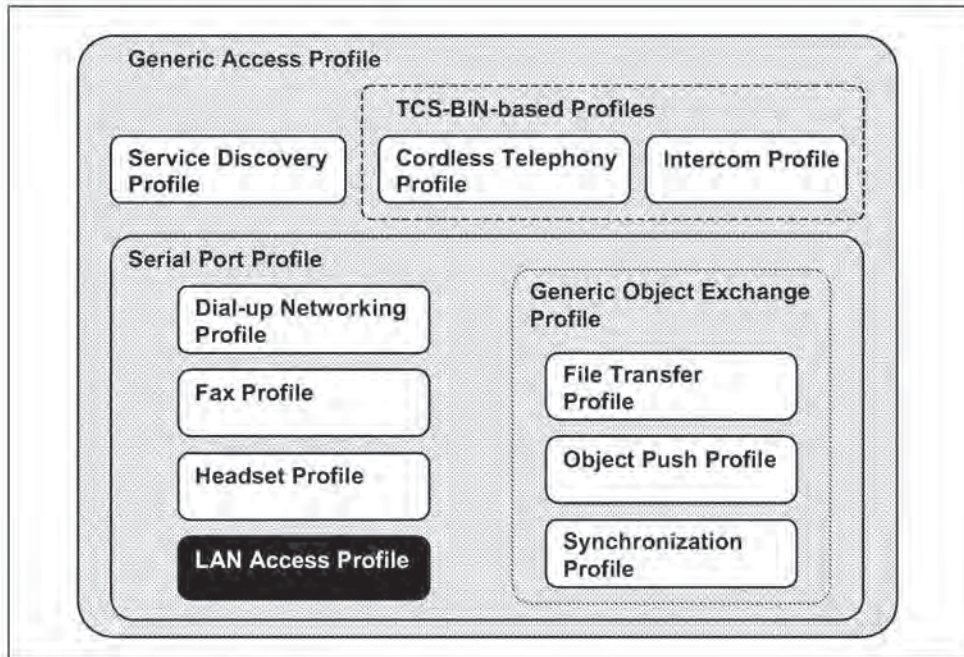 Generic Access Profile
TCS-BIN-based Profiles
Service Discovery
Profile
Cordless Telephony
Profile
Intercom Profile
Serial Port Profile
Dial-up Networking
Profile
Fax Profile
Headset Profile
LAN Access Profile
Generic Object Exchange
Profile
File Transfer
Profile
Object Push Profile
Synchronization
Profile